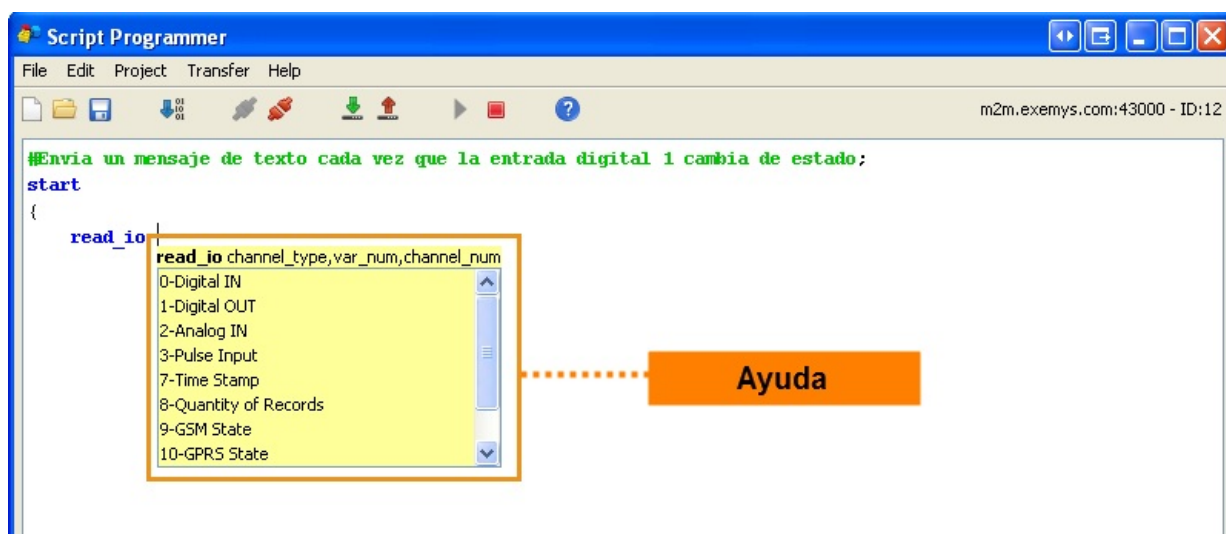 Script Programmer
File Edit Project Transfer Help
m2m.exemys.com:43000 - ID:12
#Envia un mensaje de texto cada vez que la entrada digital 1 cambia de estado;
start
{
read_io
read_io channel_type,var_num,channel_num
0-Digital IN
1-Digital OUT
2-Analog IN
3-Pulse Input
7-Time Stamp
8-Quantity of Records
9-GSM State
10-GPRS State
Ayuda